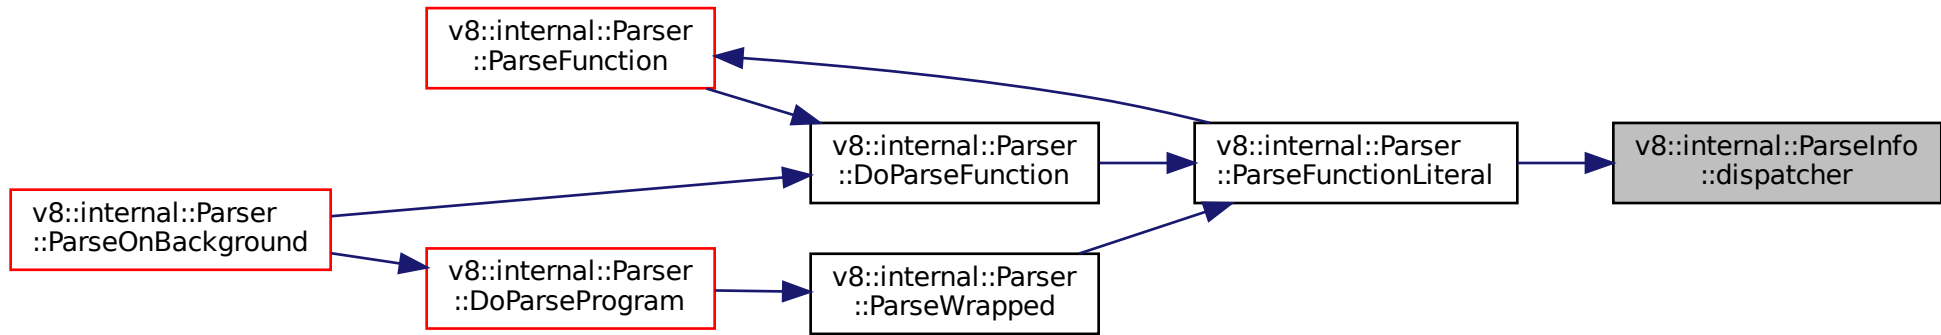 v8::internal::Parser
::ParseFunction
v8::internal::Parser
::DoParseFunction
v8::internal::Parser
::ParseFunctionLiteral
v8::internal::ParseInfo
::dispatcher
v8::internal::Parser
::ParseOnBackground
v8::internal::Parser
::DoParseProgram
v8::internal::Parser
::ParseWrapped